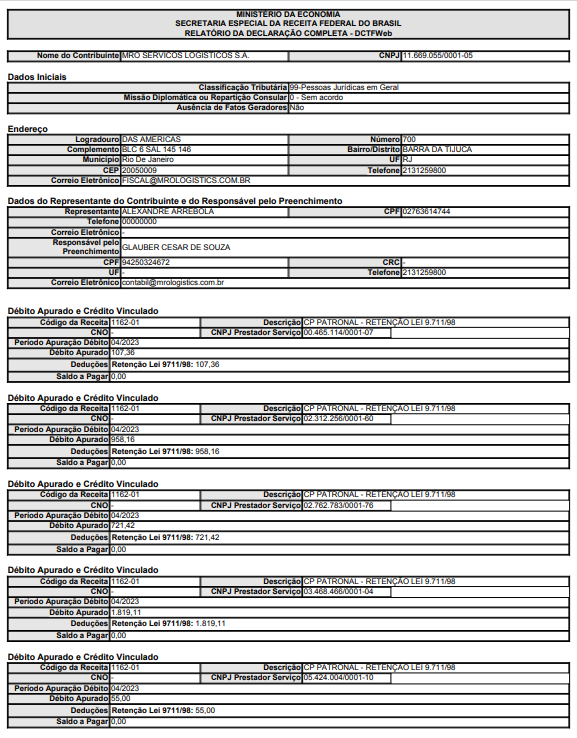 MINISTÉRIO DA ECONOMIA
SECRETARIA ESPECIAL DA RECEITA FEDERAL DO BRASIL
RELATÓRIO DA DECLARAÇÃO COMPLETA - DCTFWeb
Nome do Contribuinte MRO SERVICOS LOGISTICOS S.A. CNPJ 11.669.055/0001-05
Dados Iniciais
Classificação Tributária 99-Pessoas Jurídicas em Geral
Missão Diplomática ou Repartição Consular 0 - Sem acordo
Ausência de Fatos Geradores Não
Endereço
Logradouro DAS AMERICAS Número 700
Complemento BLC 6 SAL 145 146 Bairro/Distrito BARRA DA TIJUCA
Município Rio De Janeiro UF RJ
CEP 20050009 Telefone 2131259800
Correio Eletrônico FISCAL@MROLOGISTICS.COM.BR
Dados do Representante do Contribuinte e do Responsável pelo Preenchimento
Representante ALEXANDRE ARREBOLA CPF 02763614744
Telefone 00000000
Correio Eletrônico -
Responsável pelo
Preenchimento GLAUBER CESAR DE SOUZA
CPF 94250324672 CRC -
UF - Telefone 2131259800
Correio Eletrônico contabil@mrologistics.com.br
Débito Apurado e Crédito Vinculado
Código da Receita 1162-01 Descrição CP PATRONAL - RETENÇÃO LEI 9.711/98
CNO - CNPJ Prestador Serviço 00.465.114/0001-07
Período Apuração Débito 04/2023
Débito Apurado 107,36
Deduções Retenção Lei 9711/98: 107,36
Saldo a Pagar 0,00
Débito Apurado e Crédito Vinculado
Código da Receita 1162-01 Descrição CP PATRONAL - RETENÇÃO LEI 9.711/98
CNO - CNPJ Prestador Serviço 02.312.256/0001-60
Período Apuração Débito 04/2023
Débito Apurado 958,16
Deduções Retenção Lei 9711/98: 958,16
Saldo a Pagar 0,00
Débito Apurado e Crédito Vinculado
Código da Receita 1162-01 Descrição CP PATRONAL - RETENÇÃO LEI 9.711/98
CNO - CNPJ Prestador Serviço 02.762.783/0001-76
Período Apuração Débito 04/2023
Débito Apurado 721,42
Deduções Retenção Lei 9711/98: 721,42
Saldo a Pagar 0,00
Débito Apurado e Crédito Vinculado
Código da Receita 1162-01 Descrição CP PATRONAL - RETENÇÃO LEI 9.711/98
CNO - CNPJ Prestador Serviço 03.468.466/0001-04
Período Apuração Débito 04/2023
Débito Apurado 1.819,11
Deduções Retenção Lei 9711/98: 1.819,11
Saldo a Pagar 0,00
Débito Apurado e Crédito Vinculado
Código da Receita 1162-01 Descrição CP PATRONAL - RETENÇÃO LEI 9.711/98
CNO - CNPJ Prestador Serviço 05.424.004/0001-10
Período Apuração Débito 04/2023
Débito Apurado 55,00
Deduções Retenção Lei 9711/98: 55,00
Saldo a Pagar 0,00